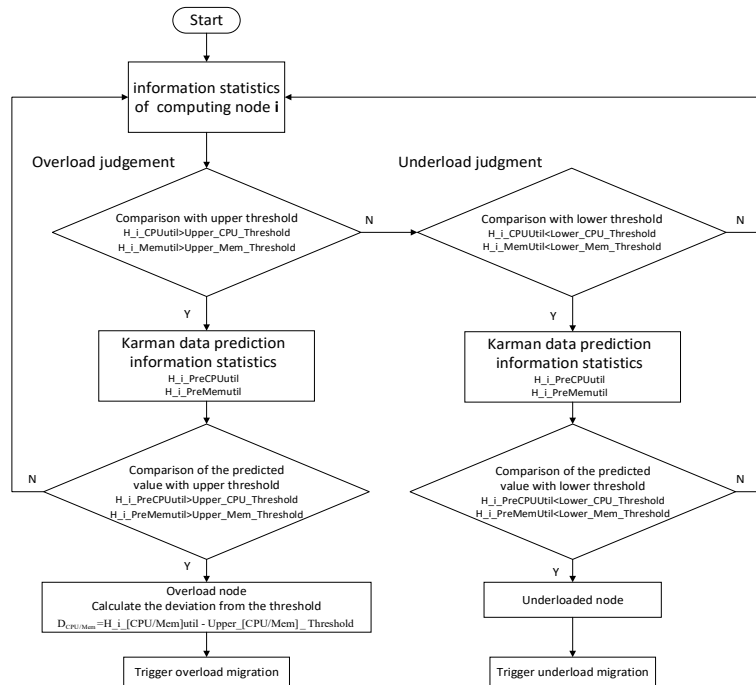 Start
information statistics
of computing node i
Overload judgement
Underload judgment
Comparison with upper threshold
H_i_CPUutil>Upper_CPU_Threshold
H_i_Memutil>Upper_Mem_Threshold
N
Comparison with lower threshold
H_i_CPUUtil<Lower_CPU_Threshold
H_i_MemUtil<Lower_Mem_Threshold
N
Y
Y
Karman data prediction
information statistics
H_i_PreCPUutil
H_i_PreMemutil
Karman data prediction
information statistics
H_i_PreCPUutil
H_i_PreMemutil
N
Comparison of the predicted
value with upper threshold
H_i_PreCPUutil>Upper_CPU_Threshold
H_i_PreMemutil>Upper_Mem_Threshold
Comparison of the predicted
value with lower threshold
H_i_PreCPUUtil<Lower_CPU_Threshold
H_i_PreMemUtil<Lower_Mem_Threshold
N
Y
Y
Overload node
Calculate the deviation from the threshold
D_CPU/Mem=H_i_[CPU/Mem]util - Upper_[CPU/Mem]_ Threshold
Underloaded node
Trigger overload migration
Trigger underload migration